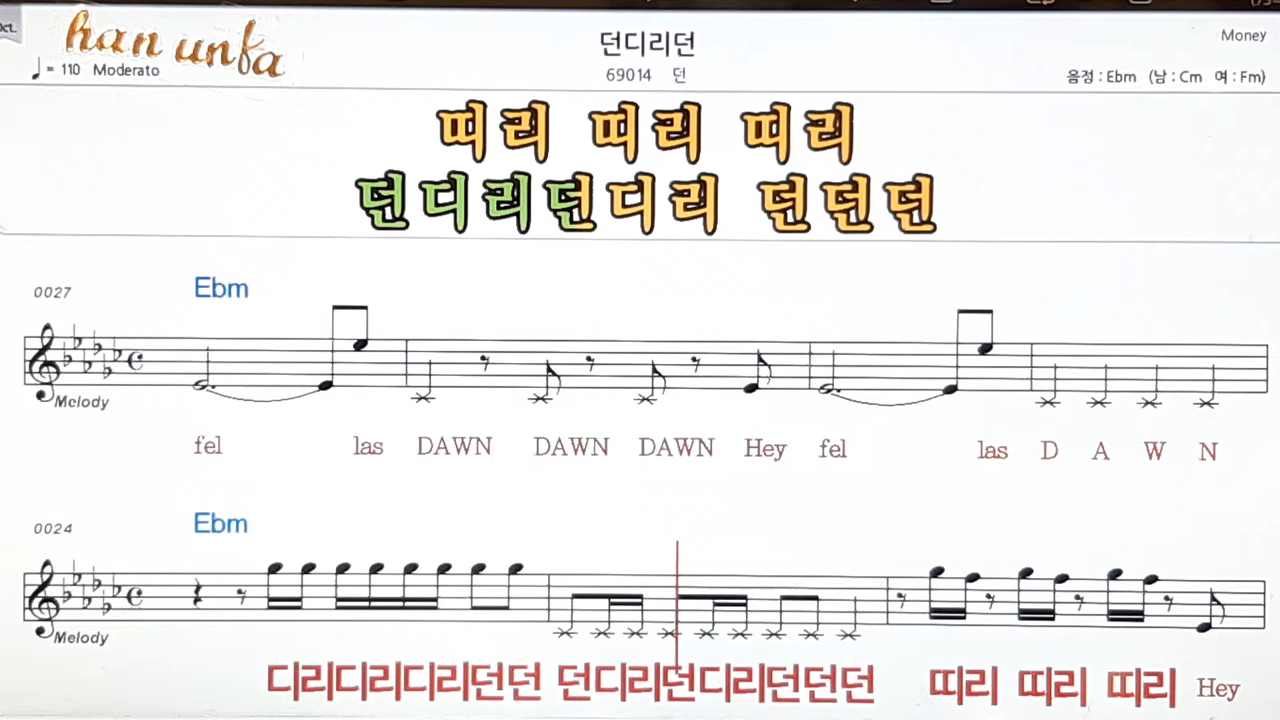 han unfa
던디리던
Money
♩= 110 Moderato
69014 던
음정 : Ebm (남 : Cm 여 : Fm)
띠리 띠리 띠리
던디리던디리 던던던
0027
Ebm
Melody
fel las DAWN DAWN DAWN Hey fel las D A W N
0024
Ebm
Melody
디리디리디리던던 던디리던디리던던던 띠리 띠리 띠리 Hey